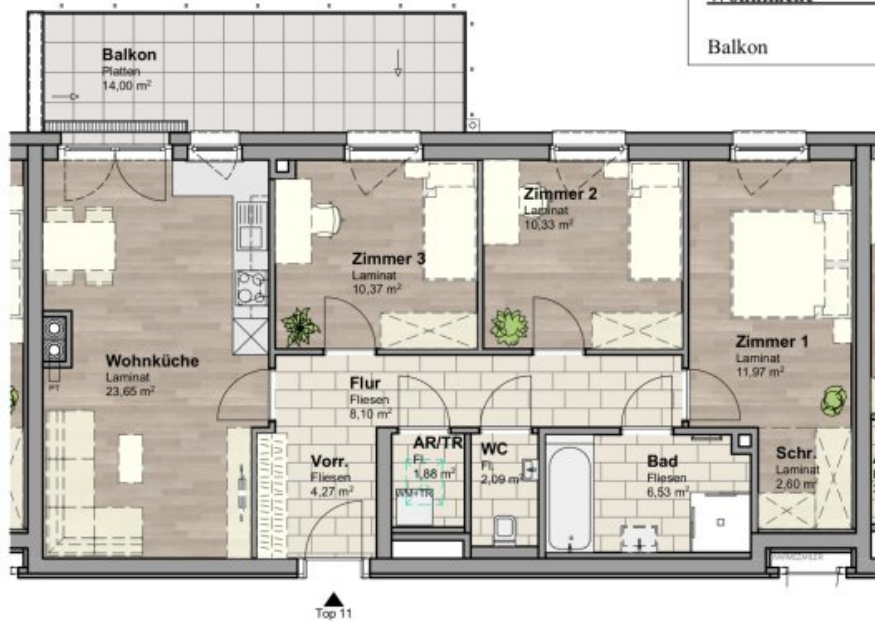 Balkon
Balkon
Platten
14,00 m²
Zimmer 2
Laminat
10,33 m²
Zimmer 3
Laminat
10,37 m²
Zimmer 1
Laminat
11,97 m²
Wohnküche
Laminat
23,65 m²
PT
Flur
Fliesen
8,10 m²
Vorr.
Fliesen
4,27 m²
AR/TR
Fl.
1,88 m²
WM+TR
WC
Fl.
2,09 m²
Bad
Fliesen
6,53 m²
Schr.
Laminat
2,60 m²
Top 11